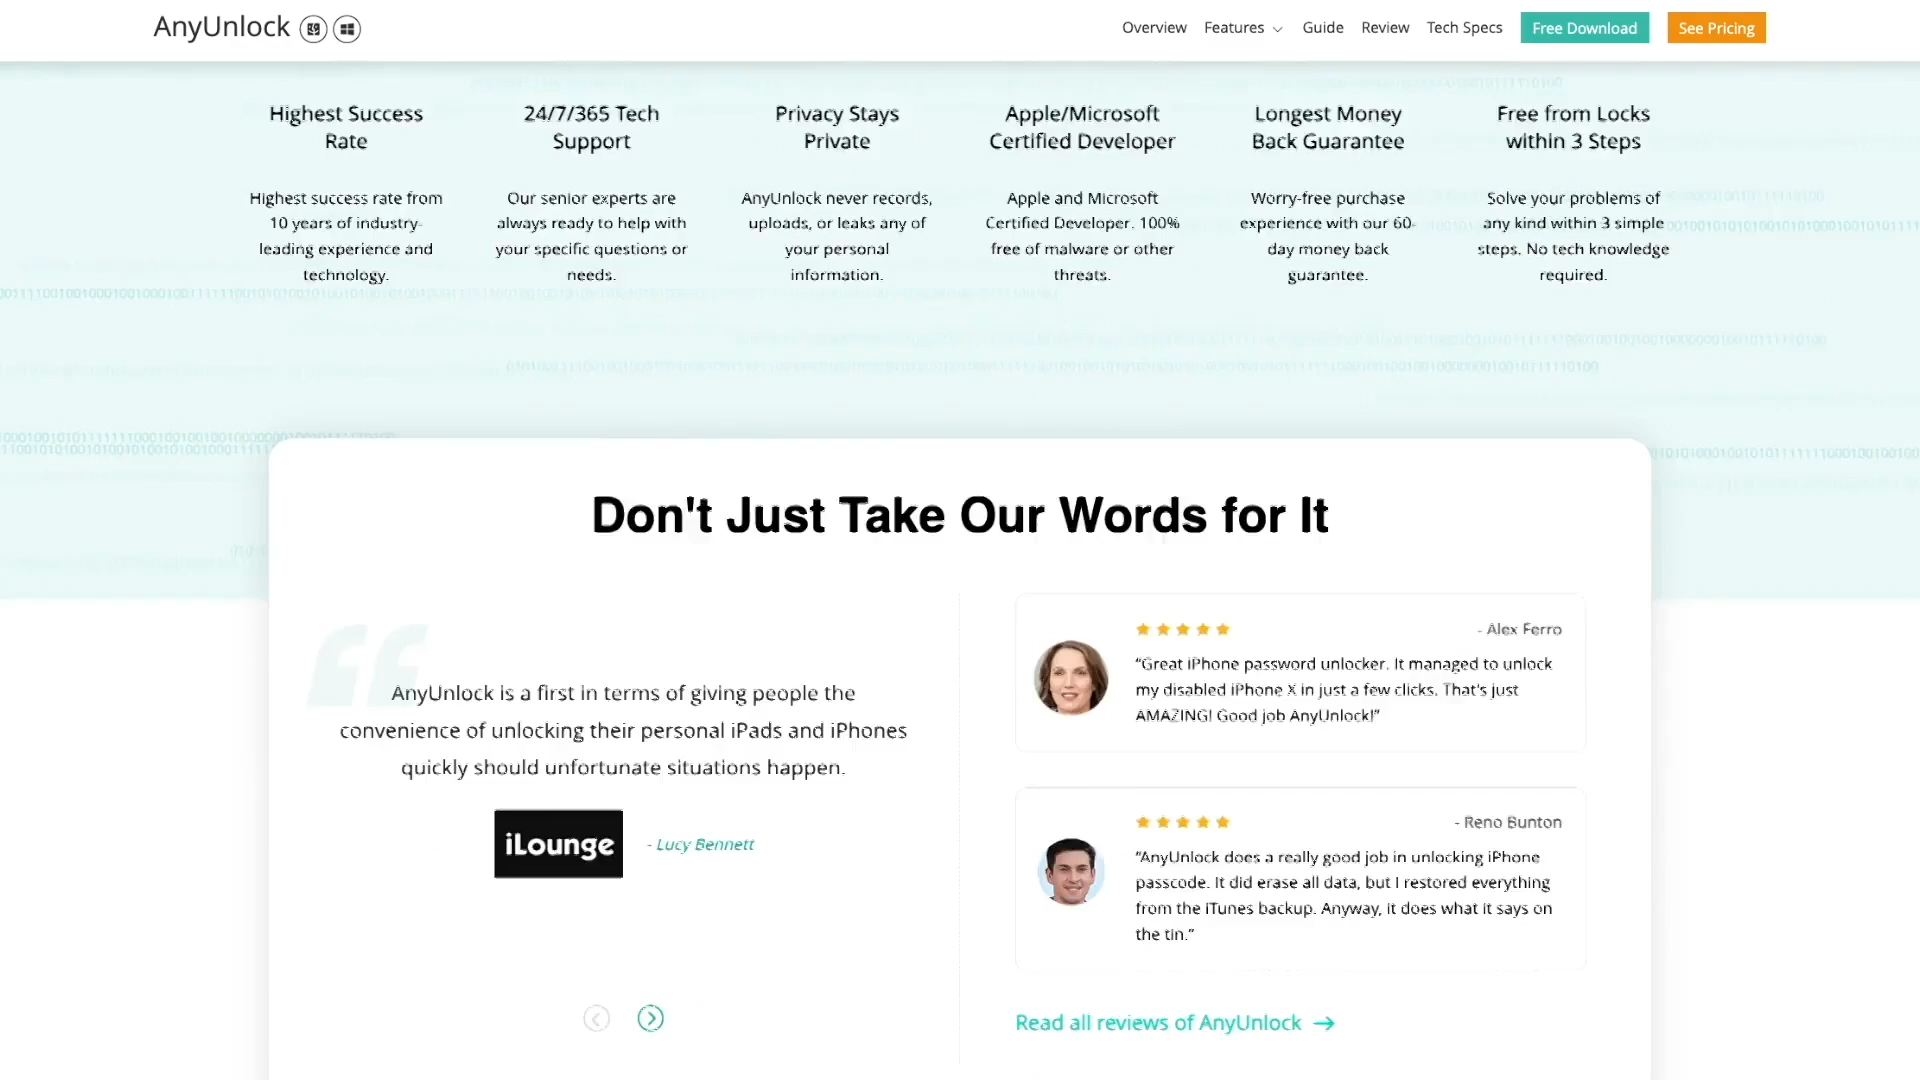 AnyUnlock
Overview
Features
Guide
Review
Tech Specs
Free Download
See Pricing
Highest Success
Rate
Highest success rate from
10 years of industry-
leading experience and
technology.
24/7/365 Tech
Support
Our senior experts are
always ready to help with
your specific questions or
needs.
Privacy Stays
Private
AnyUnlock never records,
uploads, or leaks any of
your personal
information.
Apple/Microsoft
Certified Developer
Apple and Microsoft
Certified Developer. 100%
free of malware or other
threats.
Longest Money
Back Guarantee
Worry-free purchase
experience with our 60-
day money back
guarantee.
Free from Locks
within 3 Steps
Solve your problems of
any kind within 3 simple
steps. No tech knowledge
required.
Don't Just Take Our Words for It
AnyUnlock is a first in terms of giving people the
convenience of unlocking their personal iPads and iPhones
quickly should unfortunate situations happen.
iLounge
- Lucy Bennett
- Alex Ferro
“Great iPhone password unlocker. It managed to unlock
my disabled iPhone X in just a few clicks. That's just
AMAZING! Good job AnyUnlock!”
- Reno Bunton
“AnyUnlock does a really good job in unlocking iPhone
passcode. It did erase all data, but I restored everything
from the iTunes backup. Anyway, it does what it says on
the tin.”
Read all reviews of AnyUnlock →